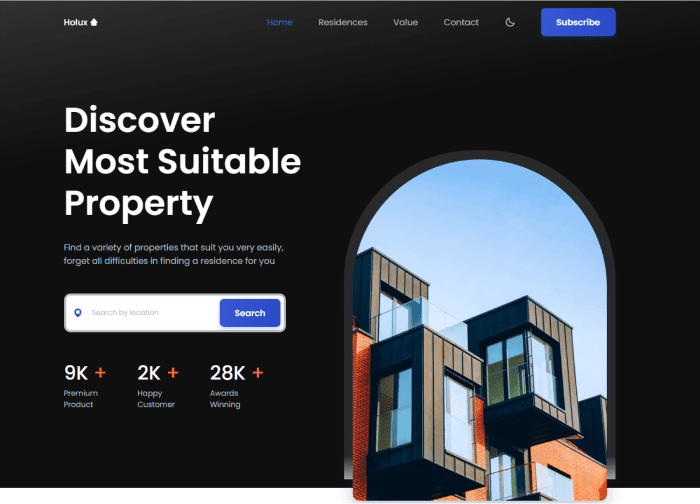 Holux
Home
Residences
Value
Contact
Subscribe
Discover
Most Suitable
Property
Find a variety of properties that suit you very easily,
forget all difficulties in finding a residence for you
Search by location
Search
9K +
2K +
28K +
Premium
Product
Happy
Customer
Awards
Winning